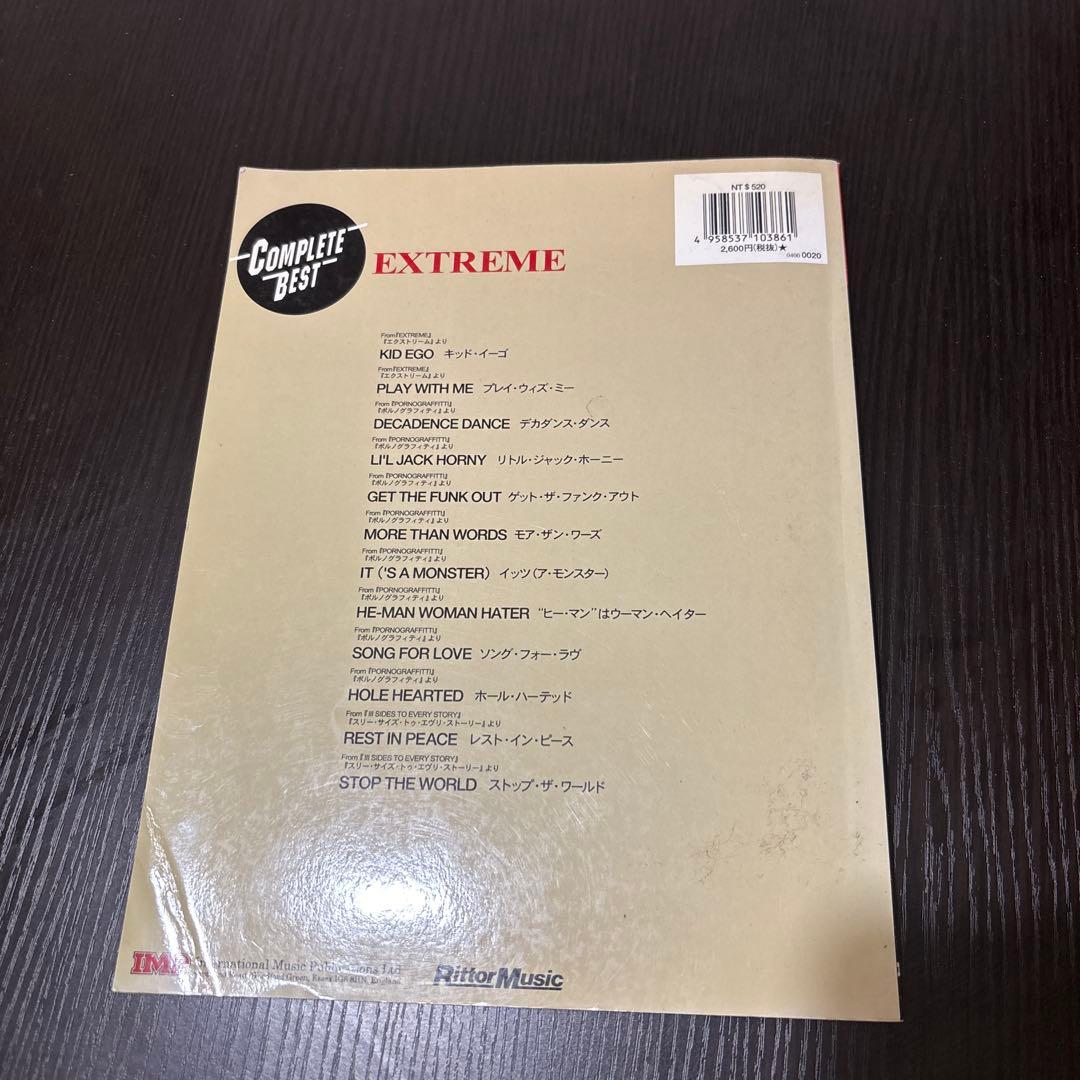 NT $ 520
4 958537 103861
2,600円(税抜)★
0020
COMPLETE
BEST
EXTREME
From『EXTREME』
『エクストリーム』より
KID EGO キッド・イーゴ
From『EXTREME』
『エクストリーム』より
PLAY WITH ME プレイ・ウィズ・ミー
From『PORNOGRAFFITTI』
『ポルノグラフィティ』より
DECADENCE DANCE デカダンス・ダンス
From『PORNOGRAFFITTI』
『ポルノグラフィティ』より
LI'L JACK HORNY リトル・ジャック・ホーニー
From『PORNOGRAFFITTI』
『ポルノグラフィティ』より
GET THE FUNK OUT ゲット・ザ・ファンク・アウト
From『PORNOGRAFFITTI』
『ポルノグラフィティ』より
MORE THAN WORDS モア・ザン・ワーズ
From『PORNOGRAFFITTI』
『ポルノグラフィティ』より
IT ('S A MONSTER) イッツ(ア・モンスター)
From『PORNOGRAFFITTI』
『ポルノグラフィティ』より
HE-MAN WOMAN HATER “ヒー・マン”はウーマン・ヘイター
From『PORNOGRAFFITTI』
『ポルノグラフィティ』より
SONG FOR LOVE ソング・フォー・ラヴ
From『PORNOGRAFFITTI』
『ポルノグラフィティ』より
HOLE HEARTED ホール・ハーテッド
From『III SIDES TO EVERY STORY』
『スリー・サイズ・トゥ・エヴリ・ストーリー』より
REST IN PEACE レスト・イン・ピース
From『III SIDES TO EVERY STORY』
『スリー・サイズ・トゥ・エヴリ・ストーリー』より
STOP THE WORLD ストップ・ザ・ワールド
IMP International Music Publications Ltd
Green, Essex IG8 8HN, England.
Rittor Music